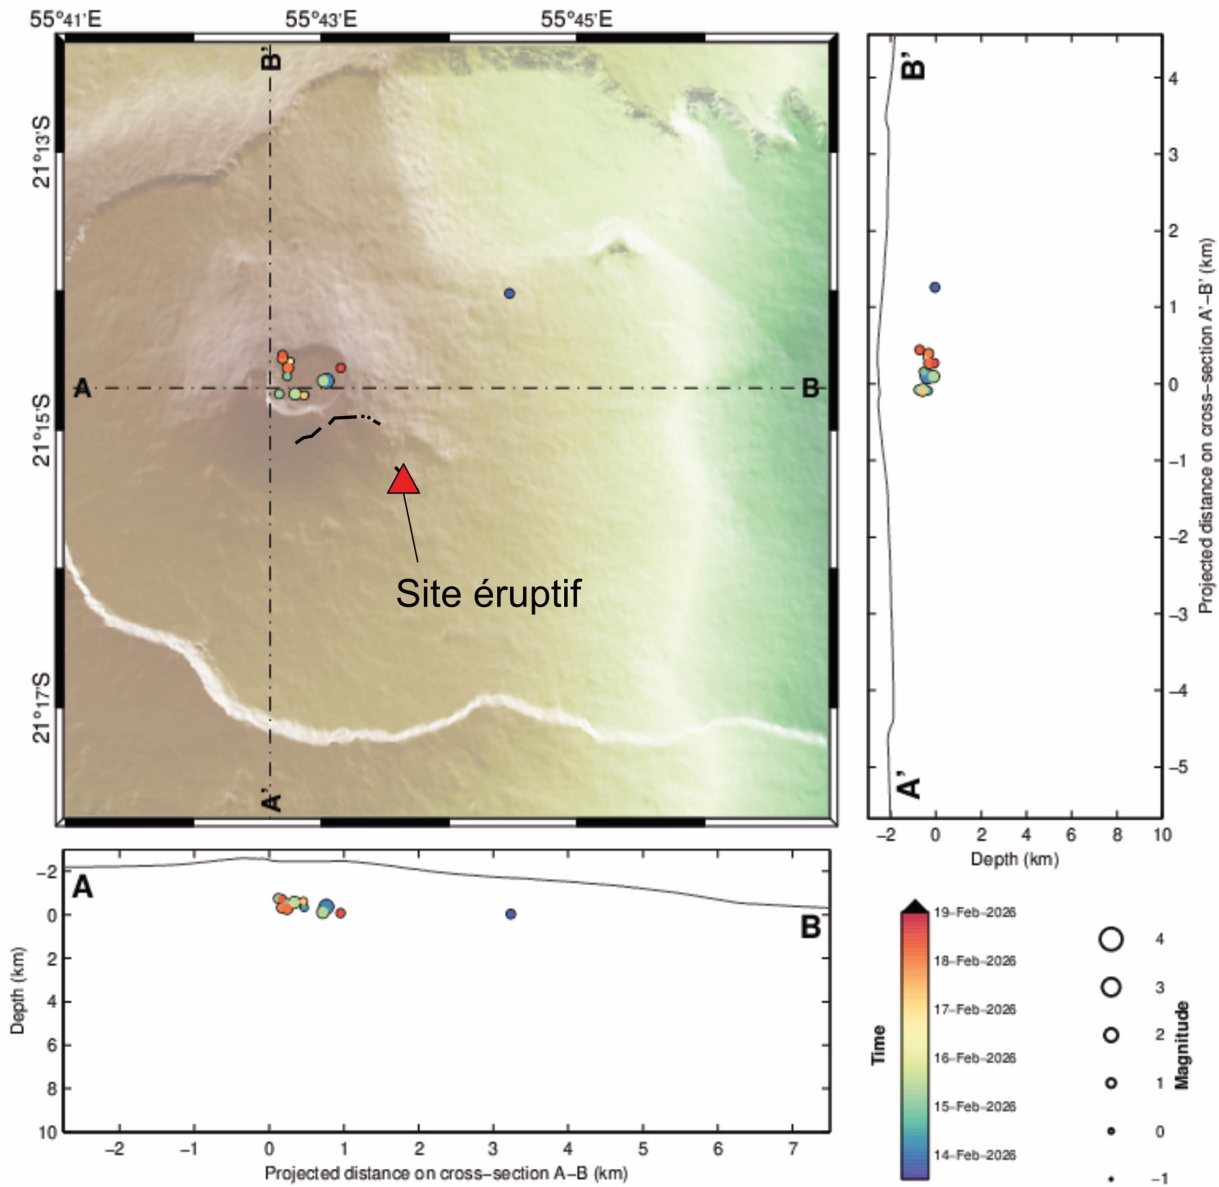 55°41'E 55°43'E 55°45'E
21°13'S
21°15'S
21°17'S
B'
A
B
A'
Site éruptif
B'
A'
4
3
2
1
0
−1
−2
−3
−4
−5
Projected distance on cross−section A'−B' (km)
−2 0 2 4 6 8 10
Depth (km)
A
B
−2
0
2
4
6
8
10
Depth (km)
−2 −1 0 1 2 3 4 5 6 7
Projected distance on cross−section A−B (km)
Time
19−Feb−2026
18−Feb−2026
17−Feb−2026
16−Feb−2026
15−Feb−2026
14−Feb−2026
4
3
2
1
0
−1
Magnitude